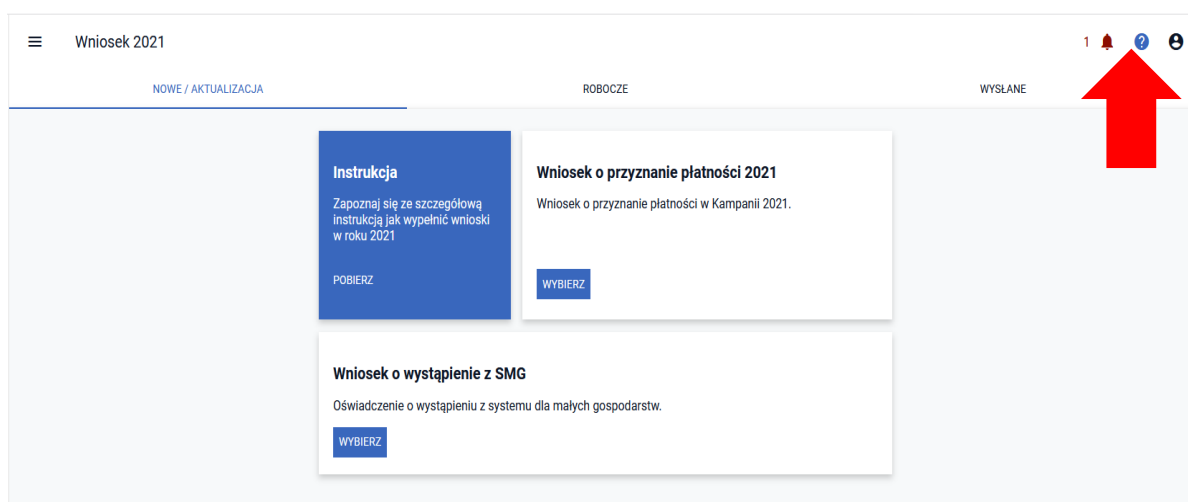 Wniosek 2021
1 ?
NOWE / AKTUALIZACJA
ROBOCZE
WYSŁANE
Instrukcja
Zapoznaj się ze szczegółową
instrukcją jak wypełnić wnioski
w roku 2021
POBIERZ
Wniosek o przyznanie płatności 2021
Wniosek o przyznanie płatności w Kampanii 2021.
WYBIERZ
Wniosek o wystąpienie z SMG
Oświadczenie o wystąpieniu z systemu dla małych gospodarstw.
WYBIERZ